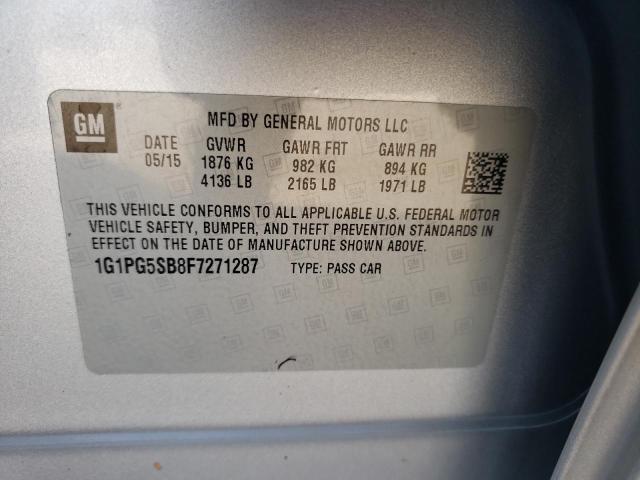 GM
®
MFD BY GENERAL MOTORS LLC
DATE GVWR GAWR FRT GAWR RR
05/15 1876 KG 982 KG 894 KG
4136 LB 2165 LB 1971 LB
THIS VEHICLE CONFORMS TO ALL APPLICABLE U.S. FEDERAL MOTOR
VEHICLE SAFETY, BUMPER, AND THEFT PREVENTION STANDARDS IN
EFFECT ON THE DATE OF MANUFACTURE SHOWN ABOVE.
1G1PG5SB8F7271287 TYPE: PASS CAR